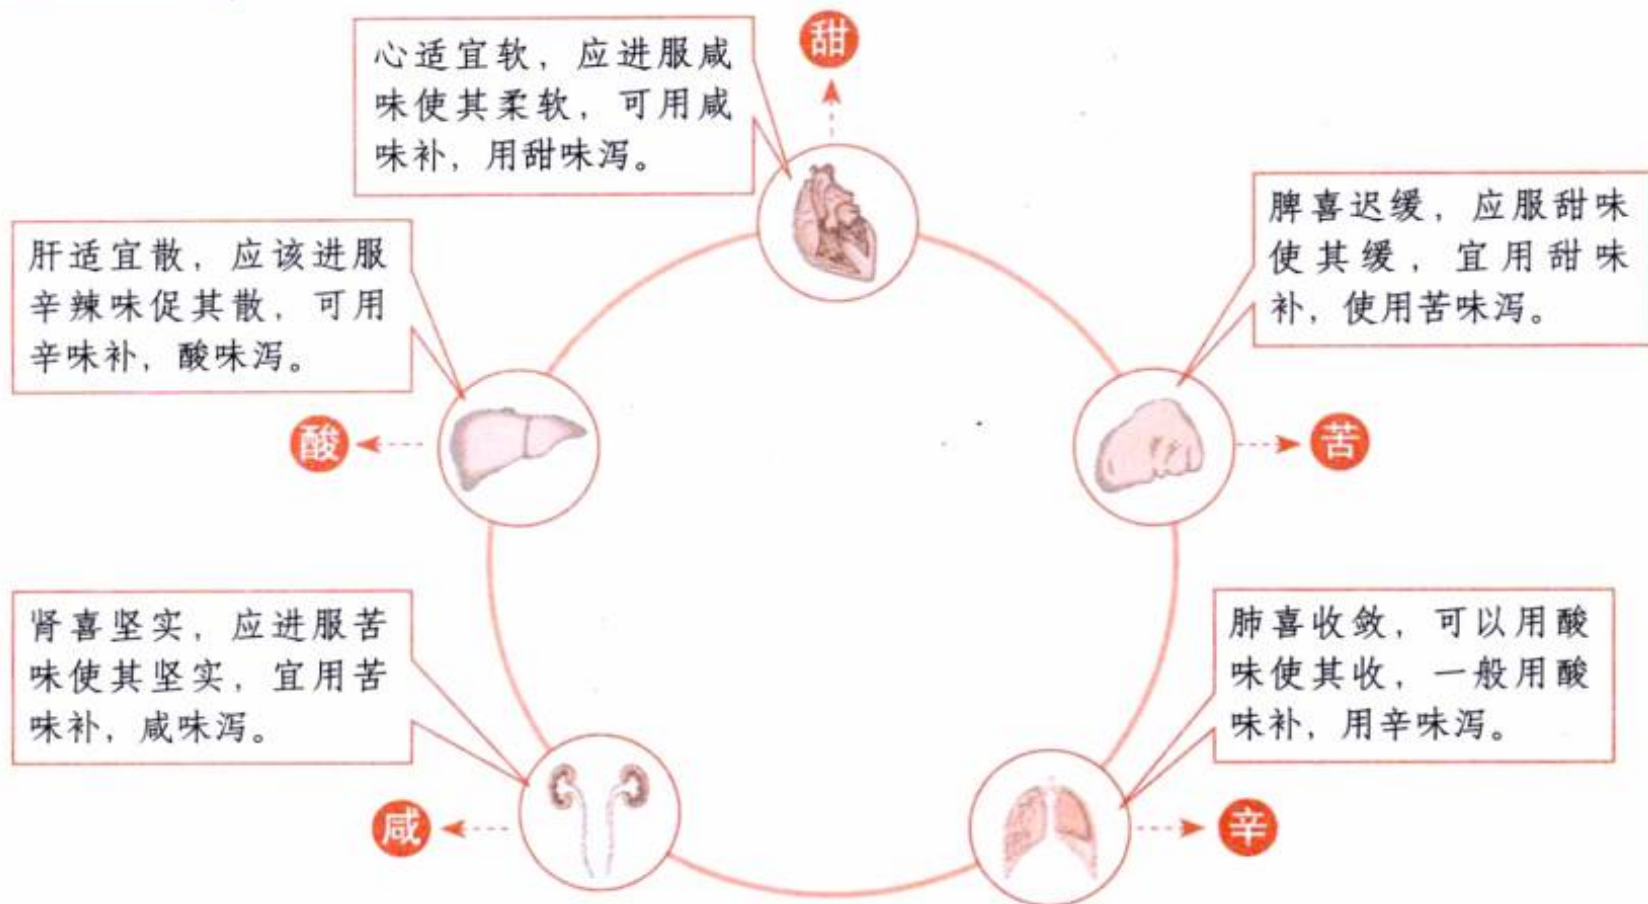 甜
心适宜软，应进服咸
味使其柔软，可用咸
味补，用甜味泻。
脾喜迟缓，应服甜味
使其缓，宜用甜味
补，使用苦味泻。
肝适宜散，应该进服
辛辣味促其散，可用
辛味补，酸味泻。
酸
苦
肾喜坚实，应进服苦
味使其坚实，宜用苦
味补，咸味泻。
肺喜收敛，可以用酸
味使其收，一般用酸
味补，用辛味泻。
咸
辛